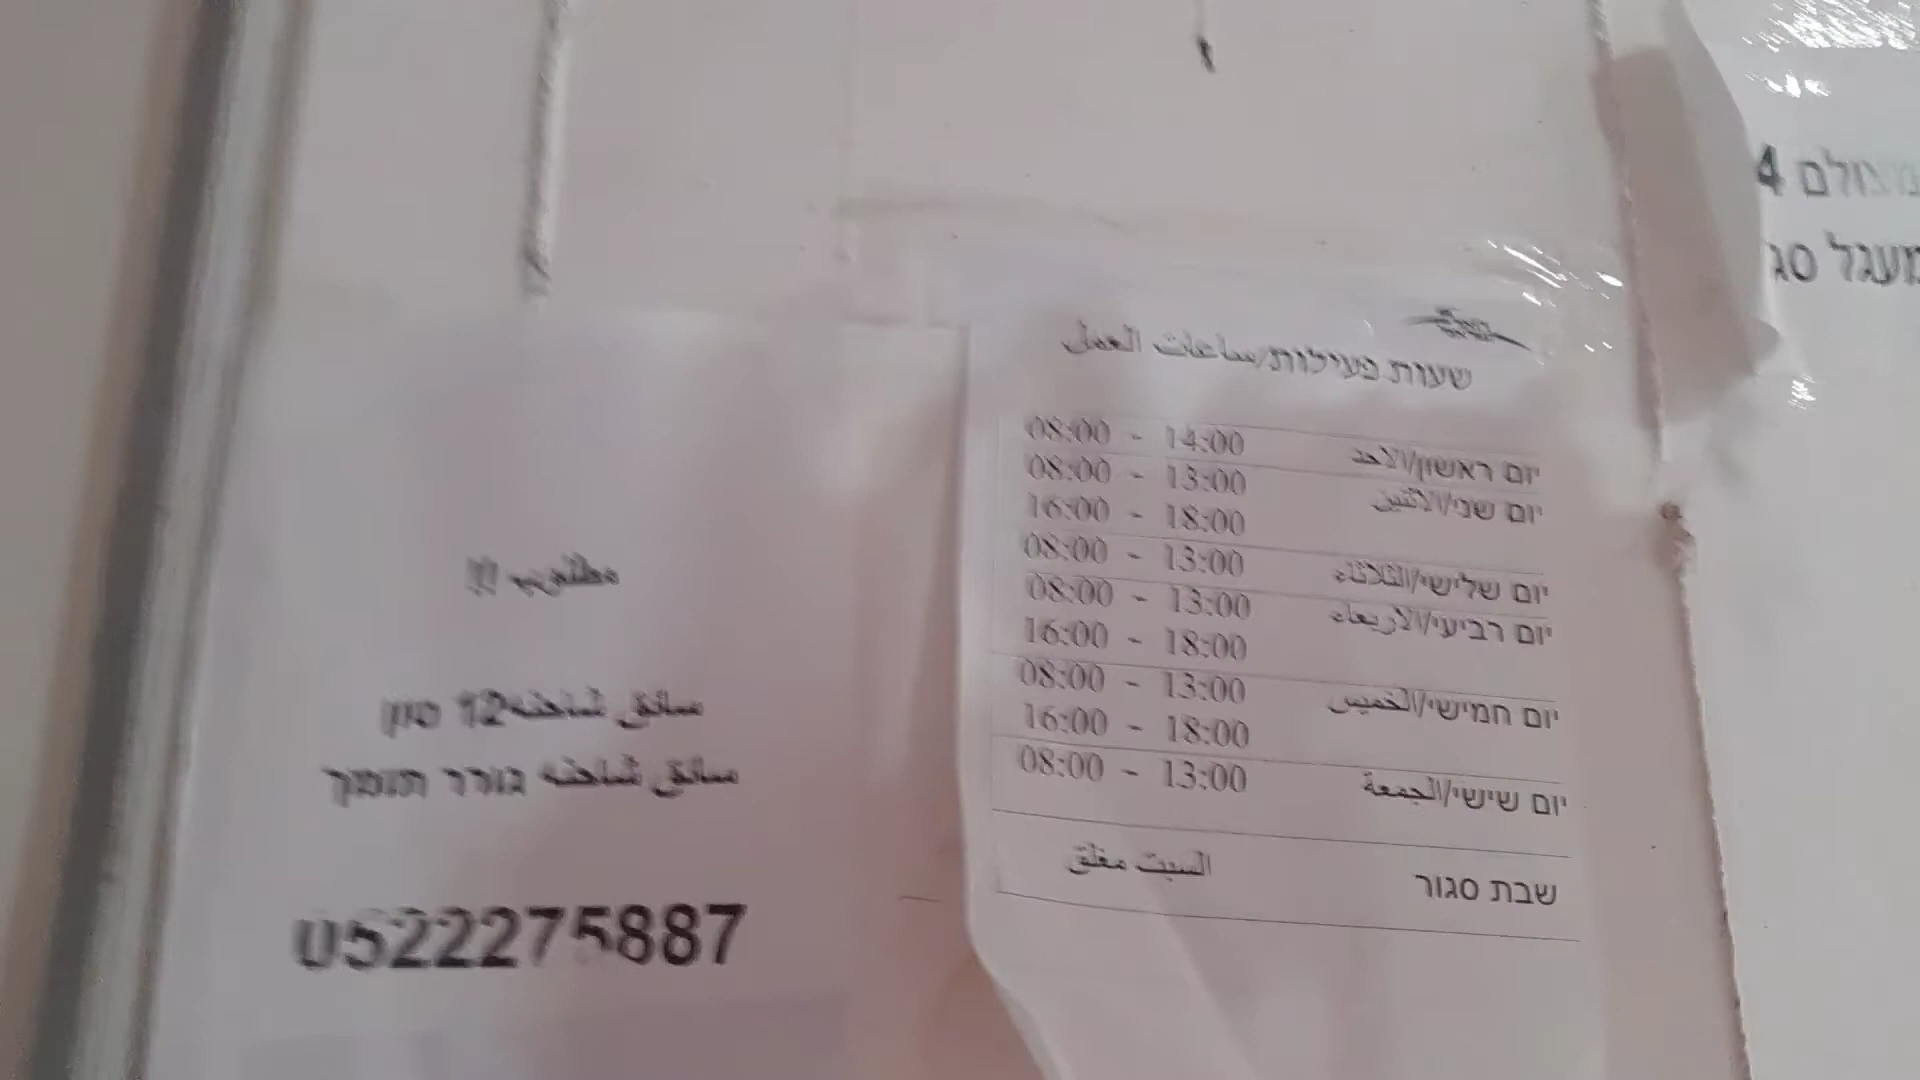 مطلوب !!
سائق شاحنه 12 טון
سائق شاحنه גורר תומך
0522275887
שעות פעילות/ساعات العمل
יום ראשון/الاحد 08:00 - 14:00
יום שני/الاثنين 08:00 - 13:00
16:00 - 18:00
יום שלישי/الثلاثاء 08:00 - 13:00
יום רביעי/الاربعاء 08:00 - 13:00
16:00 - 18:00
יום חמישי/الخميس 08:00 - 13:00
16:00 - 18:00
יום שישי/الجمعة 08:00 - 13:00
שבת סגור السبت مغلق
4
מעגל סג